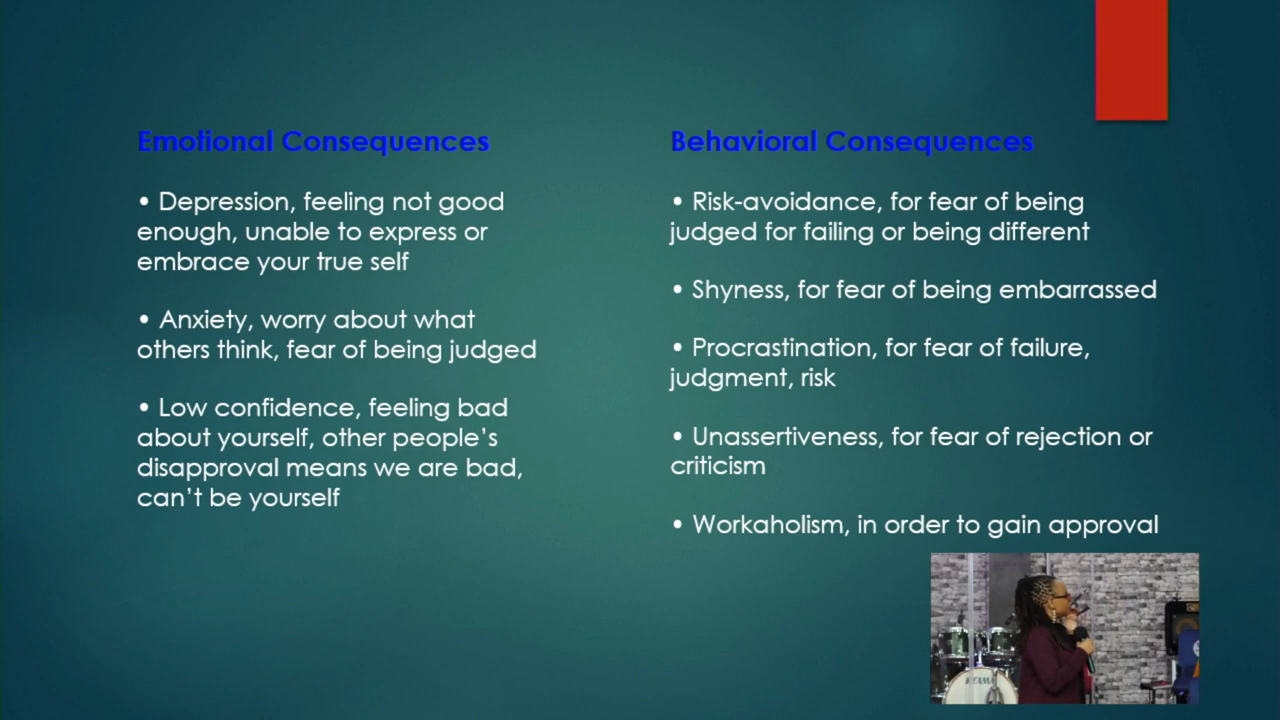 Emotional Consequences
• Depression, feeling not good
enough, unable to express or
embrace your true self
• Anxiety, worry about what
others think, fear of being judged
• Low confidence, feeling bad
about yourself, other people's
disapproval means we are bad,
can't be yourself
Behavioral Consequences
• Risk-avoidance, for fear of being
judged for failing or being different
• Shyness, for fear of being embarrassed
• Procrastination, for fear of failure,
judgment, risk
• Unassertiveness, for fear of rejection or
criticism
• Workaholism, in order to gain approval
TAMA